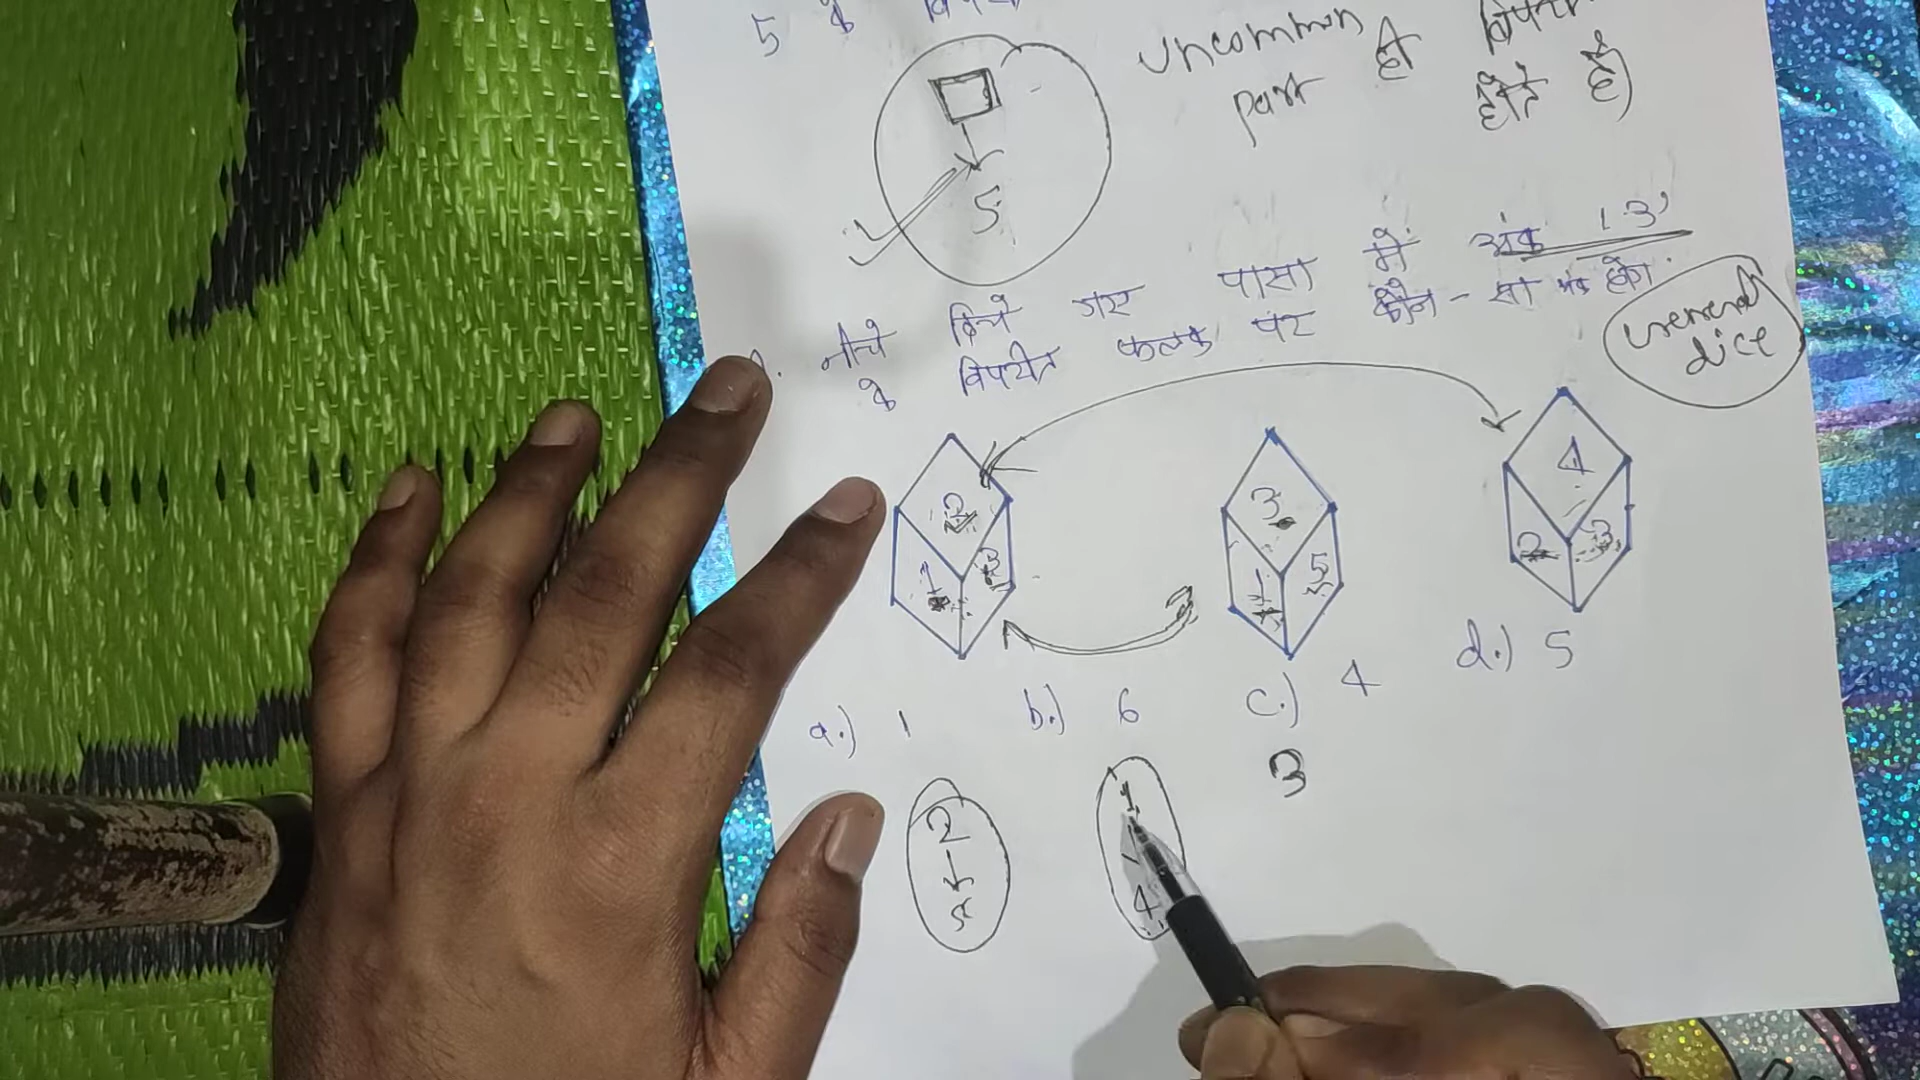 5 के
uncommon ही
part होते है)
5
नीचे दिये गए पासा में अंक '3'
के विपरीत फलक पर कौन-सा अंक होगा.
dice
2 1 3
3 1 5
4 2 3
a.) 1 b.) 6 c.) 4 d.) 5
2 5
1 4
3